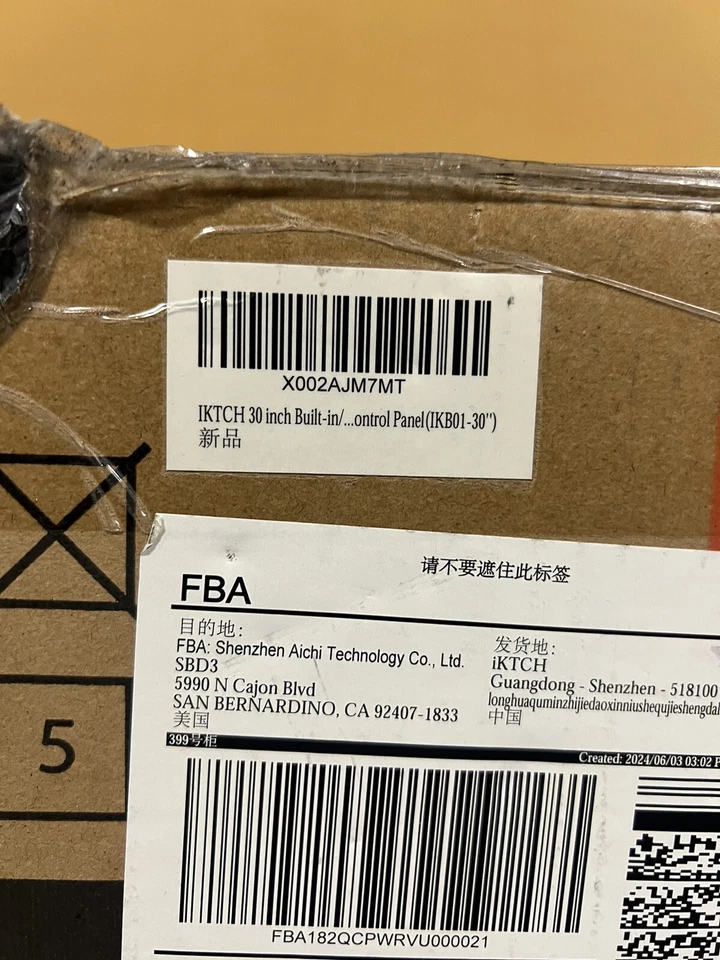 X002AJM7MT
IKTCH 30 inch Built-in/...ontrol Panel(IKB01-30'')
新品
请不要遮住此标签
FBA
目的地:
FBA: Shenzhen Aichi Technology Co., Ltd.
SBD3
5990 N Cajon Blvd
SAN BERNARDINO, CA 92407-1833
美国
发货地:
iKTCH
Guangdong - Shenzhen - 518100
longhuaquminzhijiedaoxinniushequjieshengdal
中国
399号柜
Created: 2024/06/03 03:02 P
5
FBA182QCPWRVU000021